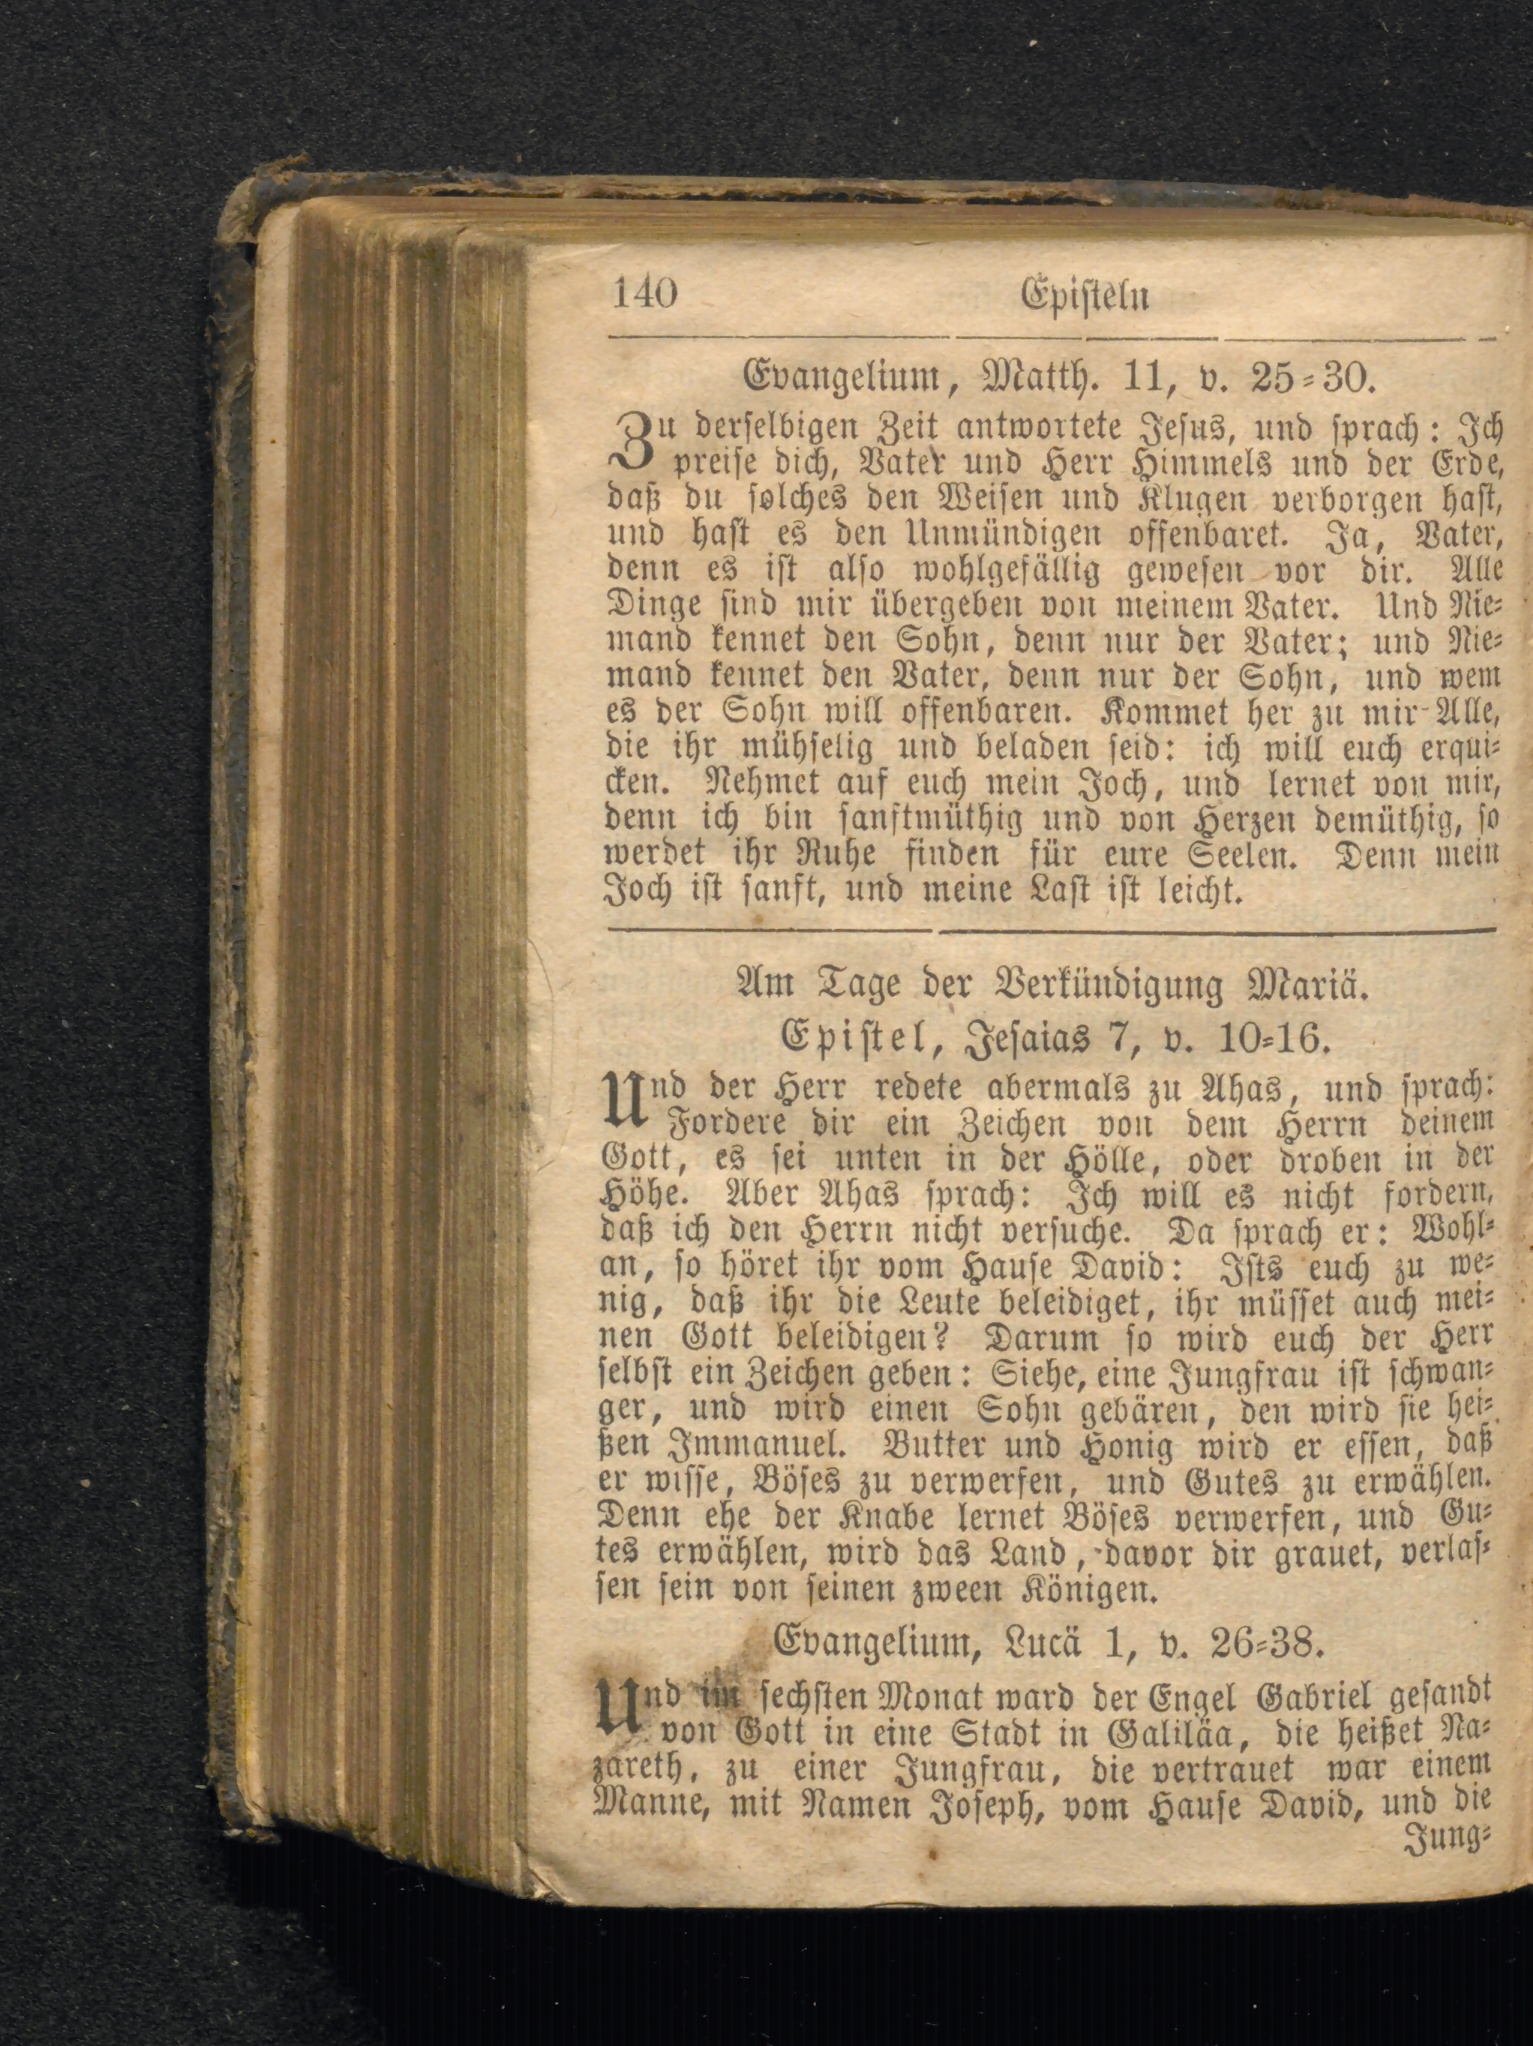 140 Episteln
Evangelium, Matth. 11, v. 25-30.
Zu derselbigen Zeit antwortete Jesus, und sprach: Ich
preise dich, Vater und Herr Himmels und der Erde,
daß du solches den Weisen und Klugen verborgen hast,
und hast es den Unmündigen offenbaret. Ja, Vater,
denn es ist also wohlgefällig gewesen vor dir. Alle
Dinge sind mir übergeben von meinem Vater. Und Nie-
mand kennet den Sohn, denn nur der Vater; und Nie-
mand kennet den Vater, denn nur der Sohn, und wem
es der Sohn will offenbaren. Kommet her zu mir Alle,
die ihr mühselig und beladen seid: ich will euch erqui-
cken. Nehmet auf euch mein Joch, und lernet von mir,
denn ich bin sanftmüthig und von Herzen demüthig, so
werdet ihr Ruhe finden für eure Seelen. Denn mein
Joch ist sanft, und meine Last ist leicht.
Am Tage der Verkündigung Mariä.
Epistel, Jesaias 7, v. 10-16.
Und der Herr redete abermals zu Ahas, und sprach:
Fordere dir ein Zeichen von dem Herrn deinem
Gott, es sei unten in der Hölle, oder droben in der
Höhe. Aber Ahas sprach: Ich will es nicht fordern,
daß ich den Herrn nicht versuche. Da sprach er: Wohl-
an, so höret ihr vom Hause David: Ists euch zu we-
nig, daß ihr die Leute beleidiget, ihr müsset auch mei-
nen Gott beleidigen? Darum so wird euch der Herr
selbst ein Zeichen geben: Siehe, eine Jungfrau ist schwan-
ger, und wird einen Sohn gebären, den wird sie hei-
ßen Immanuel. Butter und Honig wird er essen, daß
er wisse, Böses zu verwerfen, und Gutes zu erwählen.
Denn ehe der Knabe lernet Böses verwerfen, und Gu-
tes erwählen, wird das Land, davor dir grauet, verlas-
sen sein von seinen zween Königen.
Evangelium, Lucä 1, v. 26-38.
Und im sechsten Monat ward der Engel Gabriel gesandt
von Gott in eine Stadt in Galiläa, die heißet Na-
zareth, zu einer Jungfrau, die vertrauet war einem
Manne, mit Namen Joseph, vom Hause David, und die
Jung-